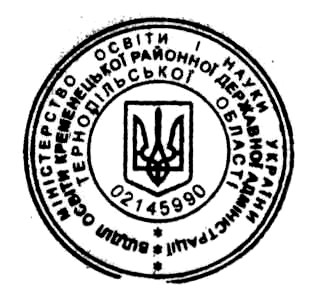 МІНІСТЕРСТВО ОСВІТИ І НАУКИ УКРАЇНИ
ВІДДІЛ ОСВІТИ КРЕМЕНЕЦЬКОЇ РАЙОННОЇ ДЕРЖАВНОЇ АДМІНІСТРАЦІЇ
ТЕРНОПІЛЬСЬКОЇ ОБЛАСТІ
02145990